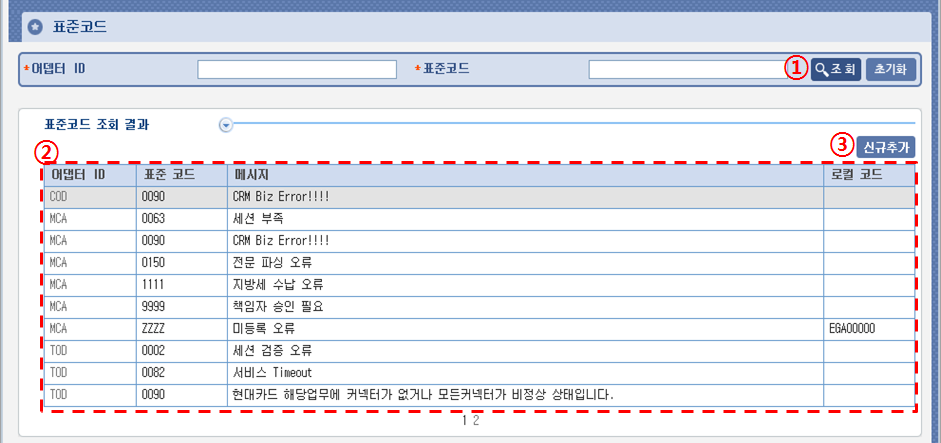 표준코드
*어댑터 ID *표준코드 ① 조회 초기화
표준코드 조회 결과
② ③ 신규추가
어댑터 ID 표준 코드 메시지 로컬 코드
COD 0090 CRM Biz Error!!!!
MCA 0063 세션 부족
MCA 0090 CRM Biz Error!!!!
MCA 0150 전문 파싱 오류
MCA 1111 지방세 수납 오류
MCA 9999 책임자 승인 필요
MCA ZZZZ 미등록 오류 EGA00000
TOD 0002 세션 검증 오류
TOD 0082 서비스 Timeout
TOD 0090 현대카드 해당업무에 커넥터가 없거나 모든커넥터가 비정상 상태입니다.
1 2